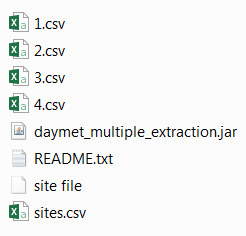 1.csv
2.csv
3.csv
4.csv
daymet_multiple_extraction.jar
README.txt
site file
sites.csv